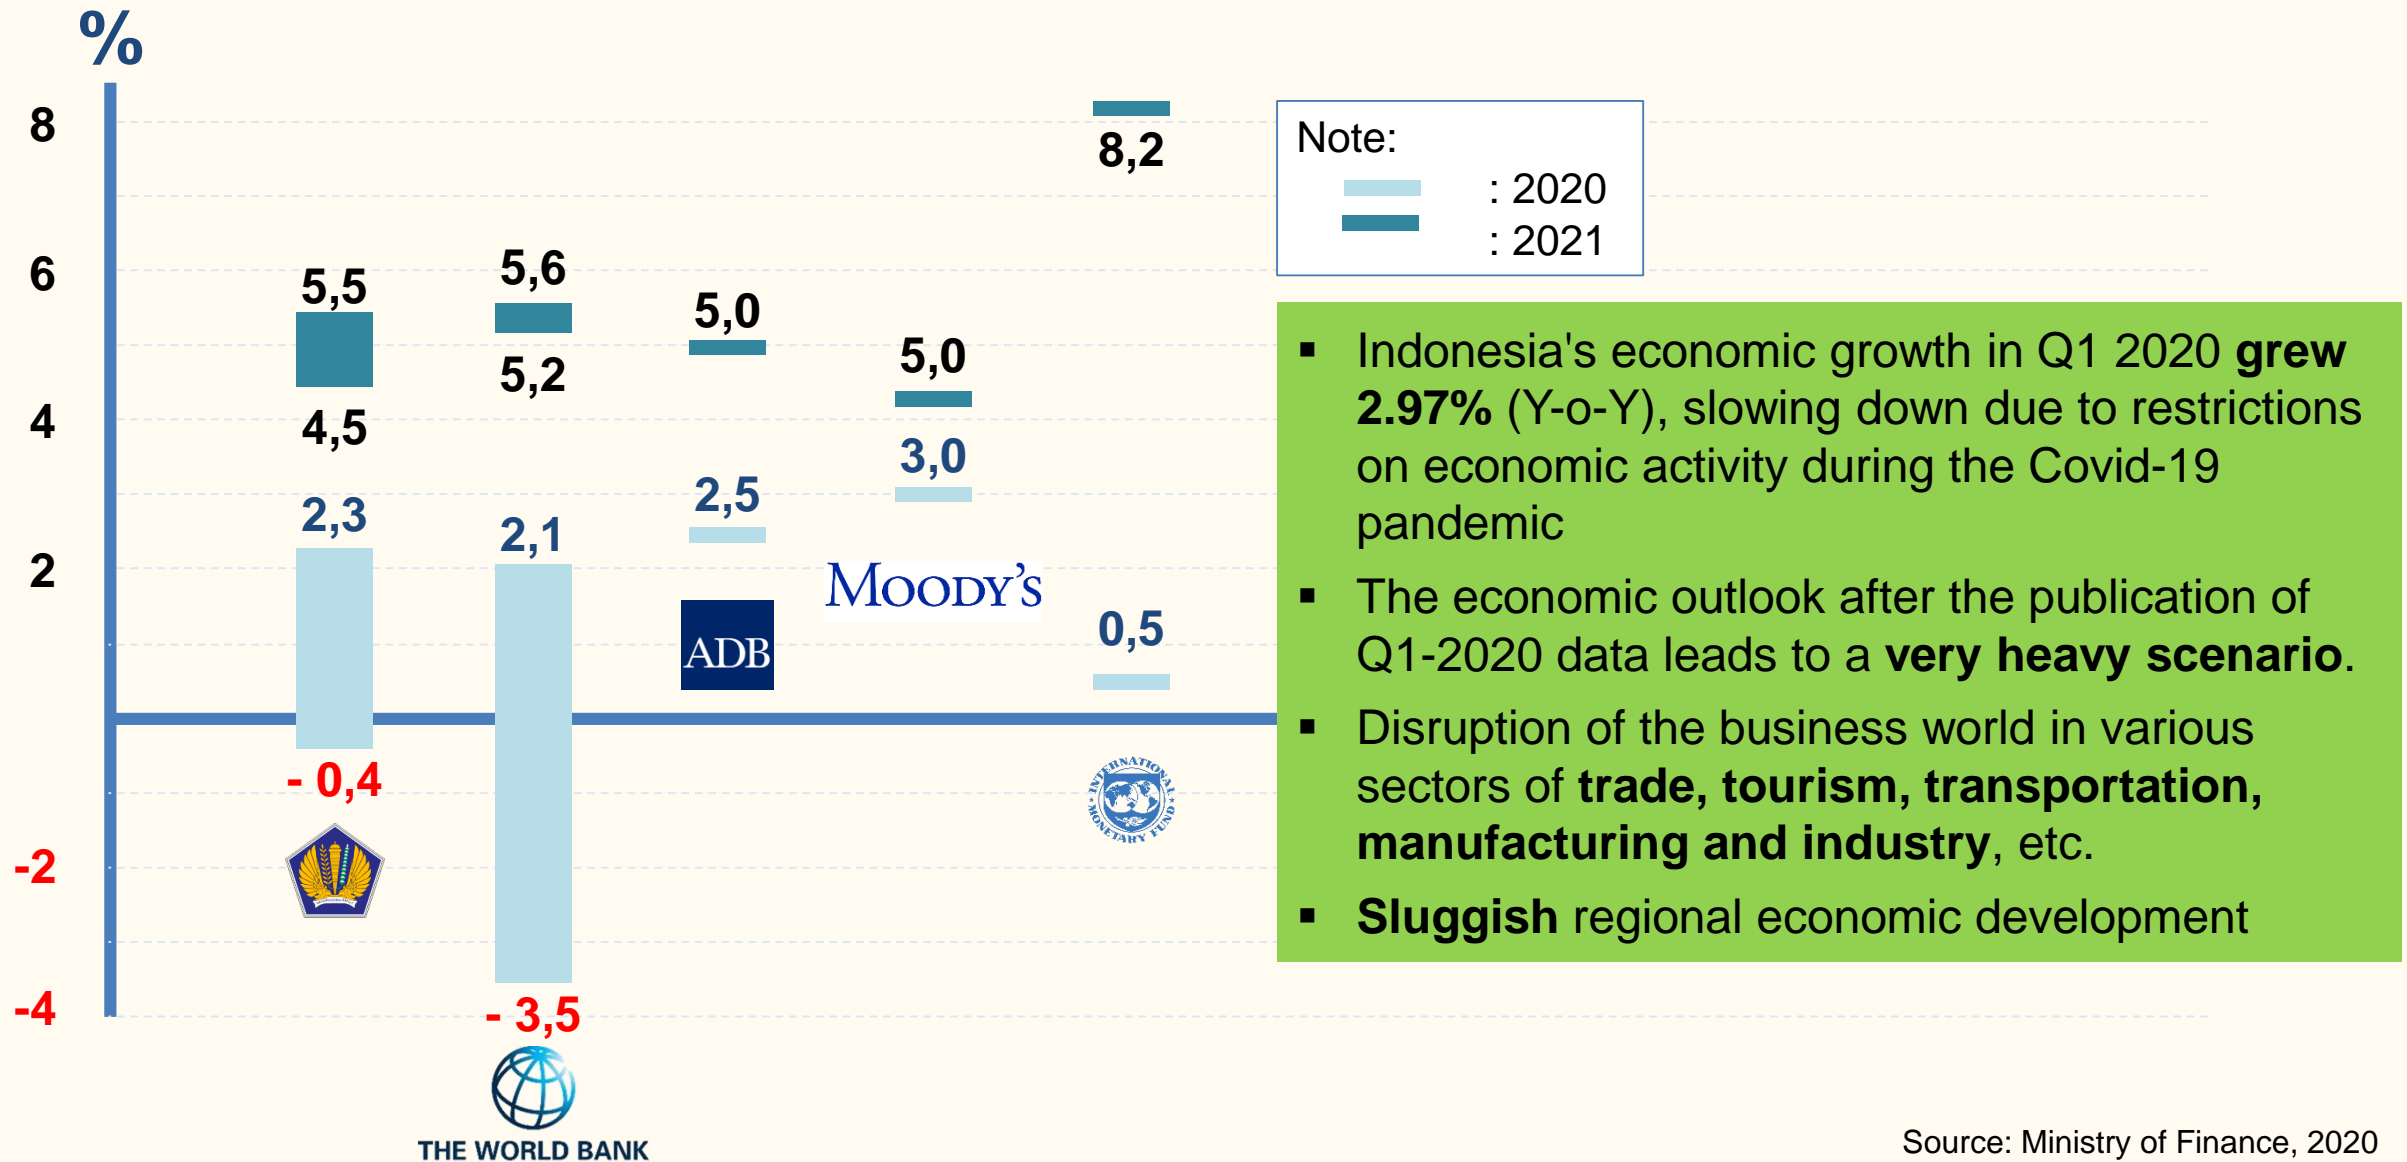 %
8
6
4
2
-2
-4
5,5
4,5
2,3
- 0,4
5,6
5,2
2,1
- 3,5
THE WORLD BANK
5,0
2,5
ADB
5,0
3,0
MOODY'S
8,2
0,5
INTERNATIONAL MONETARY FUND
Note:
: 2020
: 2021
▪ Indonesia's economic growth in Q1 2020 grew
2.97% (Y-o-Y), slowing down due to restrictions
on economic activity during the Covid-19
pandemic
▪ The economic outlook after the publication of
Q1-2020 data leads to a very heavy scenario.
▪ Disruption of the business world in various
sectors of trade, tourism, transportation,
manufacturing and industry, etc.
▪ Sluggish regional economic development
Source: Ministry of Finance, 2020